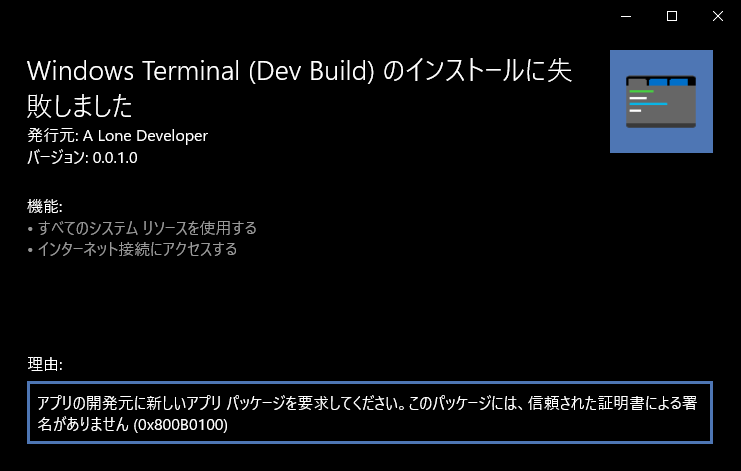 Windows Terminal (Dev Build) のインストールに失
敗しました
発行元: A Lone Developer
バージョン: 0.0.1.0
機能:
• すべてのシステム リソースを使用する
• インターネット接続にアクセスする
理由:
アプリの開発元に新しいアプリ パッケージを要求してください。このパッケージには、信頼された証明書による署
名がありません (0x800B0100)